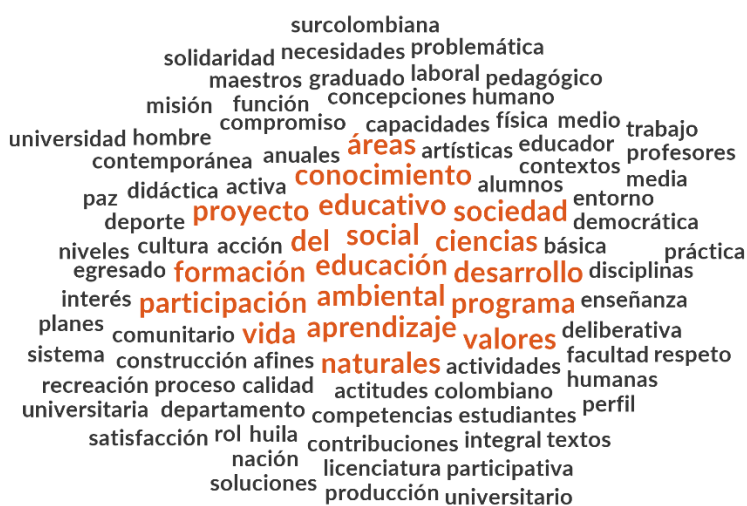 surcolombiana
solidaridad necesidades problemática
maestros graduado laboral pedagógico
misión función concepciones humano
compromiso capacidades física medio trabajo
universidad hombre áreas artísticas educador profesores
contemporánea anuales conocimiento alumnos contextos media
paz didáctica activa proyecto educativo sociedad entorno
deporte del social ciencias democrática
niveles cultura acción básica práctica
egresado formación educación desarrollo disciplinas
interés participación ambiental programa enseñanza
planes comunitario vida aprendizaje valores deliberativa
sistema construcción afines naturales actividades facultad respeto
recreación proceso calidad actitudes colombiano humanas
universitaria departamento competencias estudiantes perfil
satisfacción rol huila contribuciones integral textos
nación licenciatura participativa
soluciones producción universitario